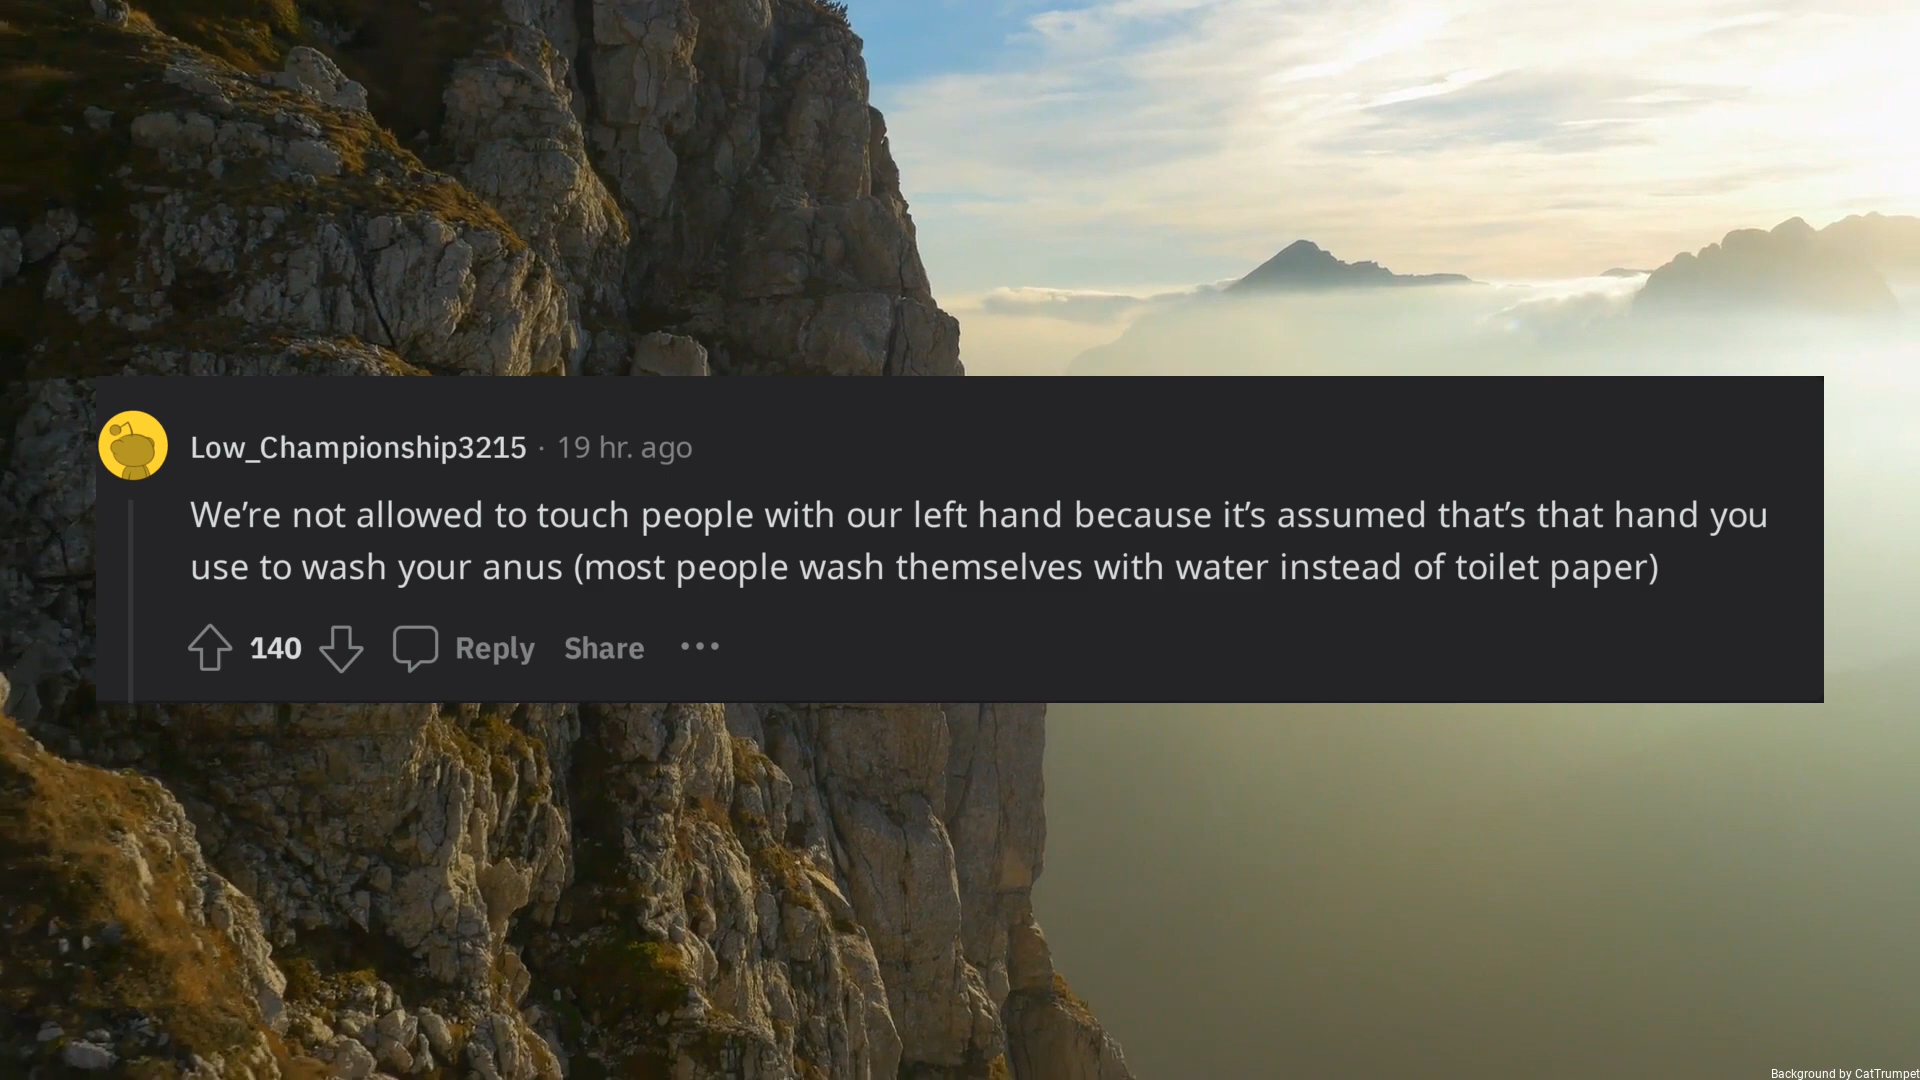 Low_Championship3215 · 19 hr. ago
We’re not allowed to touch people with our left hand because it’s assumed that’s that hand you
use to wash your anus (most people wash themselves with water instead of toilet paper)
140 Reply Share •••
Background by CatTrumpet